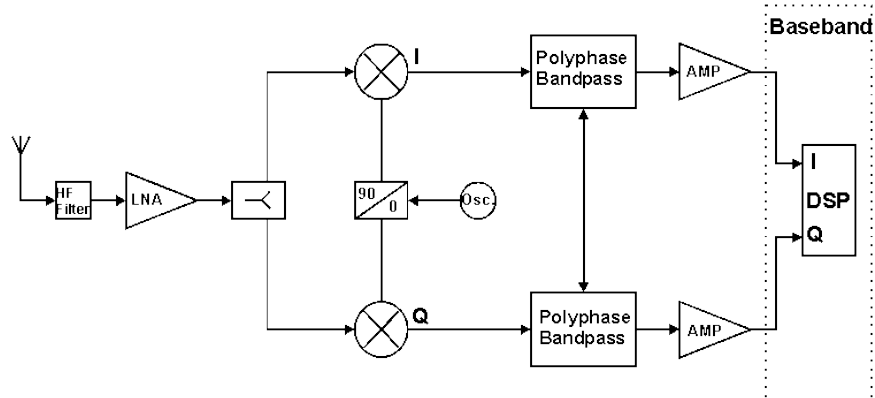 Baseband
I
Polyphase
Bandpass
AMP
HF
Filter
LNA
90
0
Osc.
I
DSP
Q
Q
Polyphase
Bandpass
AMP